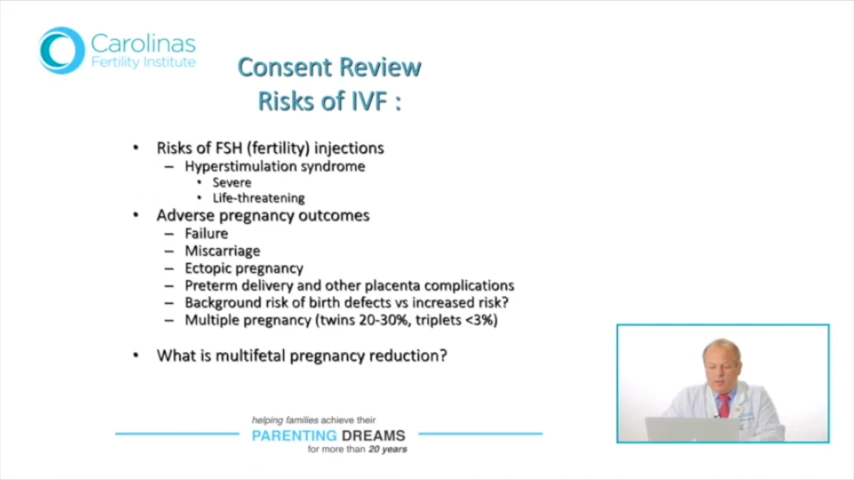 Carolinas
Fertility Institute
Consent Review
Risks of IVF :
• Risks of FSH (fertility) injections
– Hyperstimulation syndrome
• Severe
• Life-threatening
• Adverse pregnancy outcomes
– Failure
– Miscarriage
– Ectopic pregnancy
– Preterm delivery and other placenta complications
– Background risk of birth defects vs increased risk?
– Multiple pregnancy (twins 20-30%, triplets <3%)
• What is multifetal pregnancy reduction?
helping families achieve their
PARENTING DREAMS
for more than 20 years